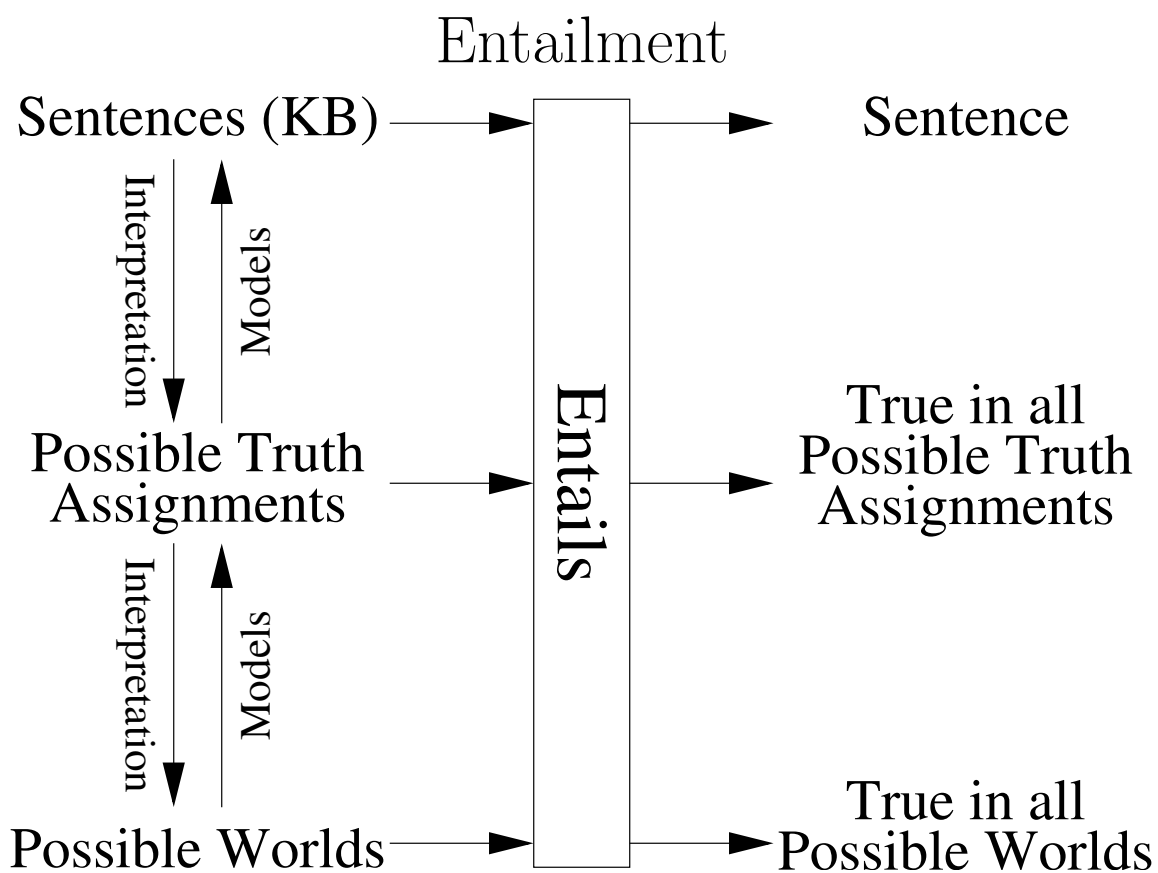 Entailment
Sentences (KB)
Sentence
Interpretation
Models
Possible Truth
Assignments
Entails
True in all
Possible Truth
Assignments
Interpretation
Models
Possible Worlds
True in all
Possible Worlds